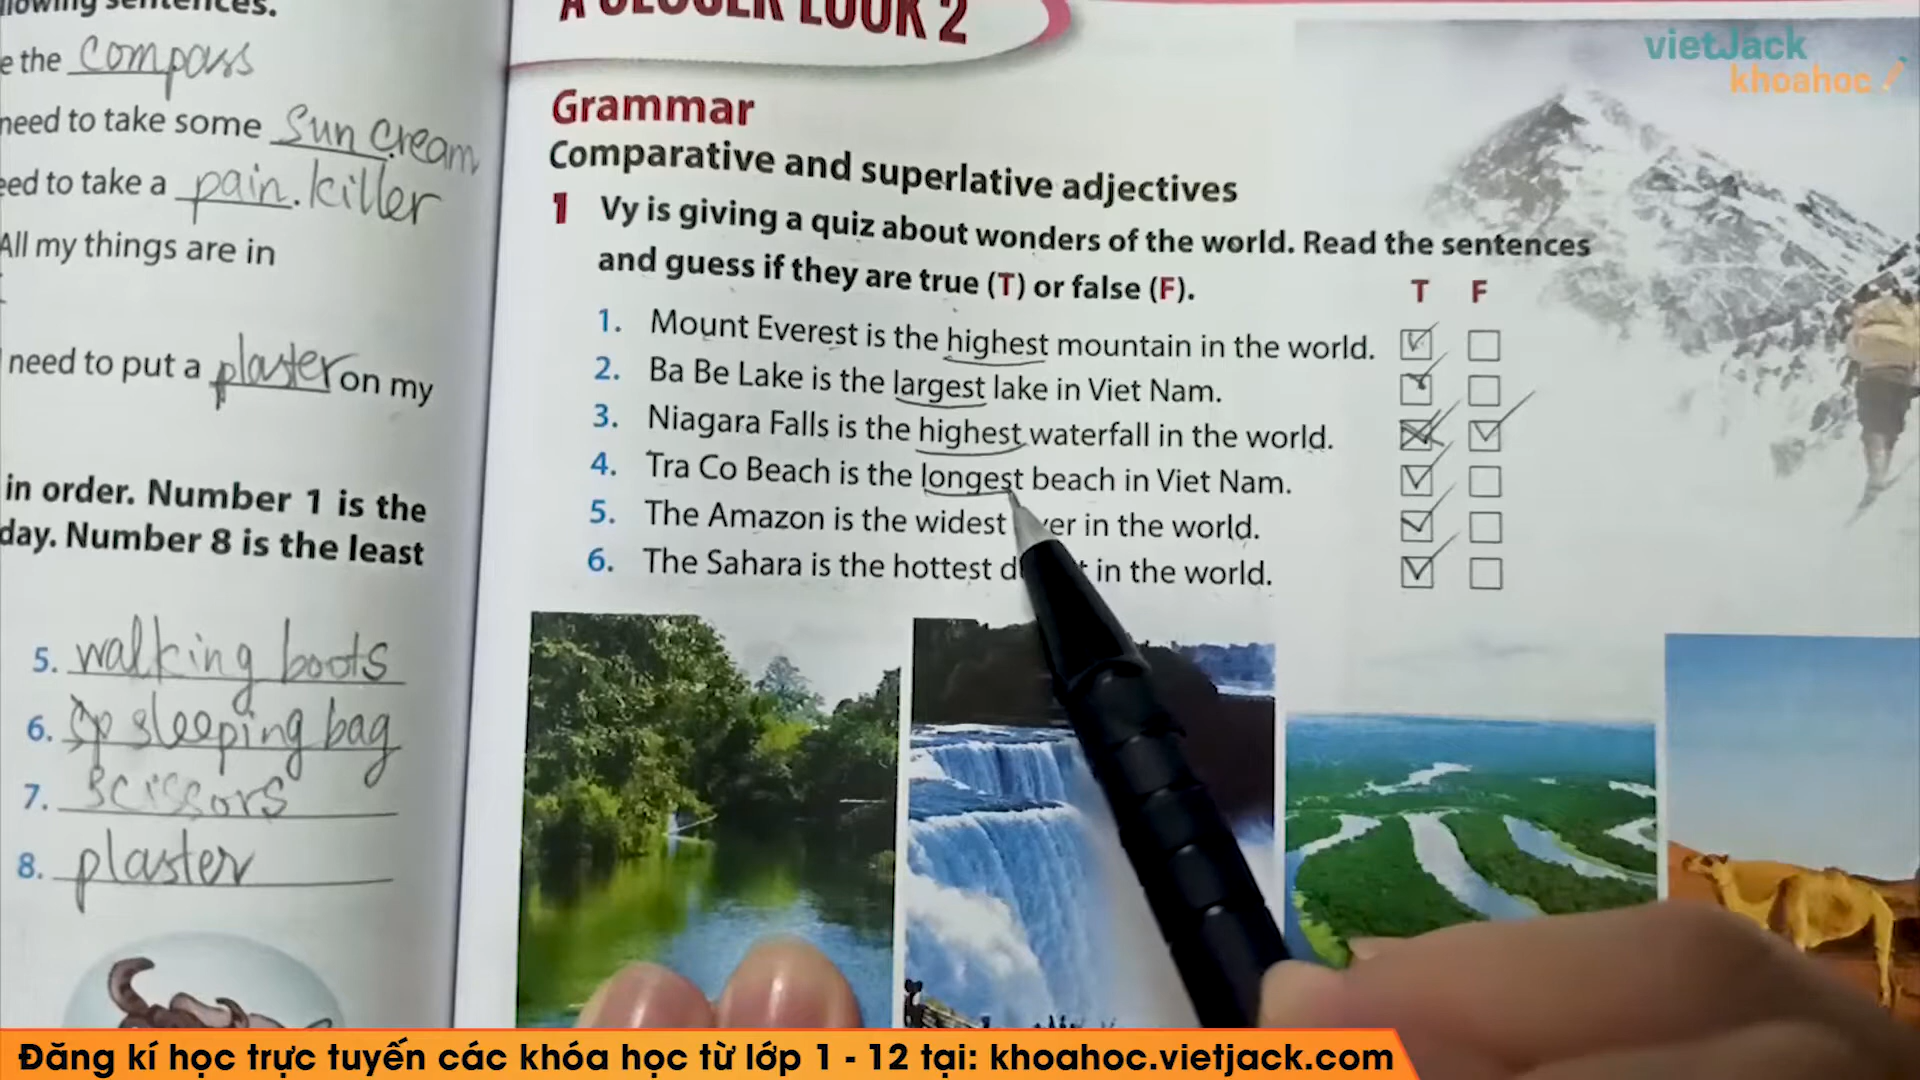 llowing sentences.
e the compass
need to take some sun cream
eed to take a pain.killer
All my things are in
need to put a plaster on my
in order. Number 1 is the
day. Number 8 is the least
5. walking boots
6. sleeping bag
7. scissors
8. plaster
A CLOSER LOOK 2
vietJack
khoahoc
Grammar
Comparative and superlative adjectives
1 Vy is giving a quiz about wonders of the world. Read the sentences
and guess if they are true (T) or false (F).
T F
1. Mount Everest is the highest mountain in the world.
2. Ba Be Lake is the largest lake in Viet Nam.
3. Niagara Falls is the highest waterfall in the world.
4. Tra Co Beach is the longest beach in Viet Nam.
5. The Amazon is the widest ver in the world.
6. The Sahara is the hottest d t in the world.
Đăng kí học trực tuyến các khóa học từ lớp 1 - 12 tại: khoahoc.vietjack.com